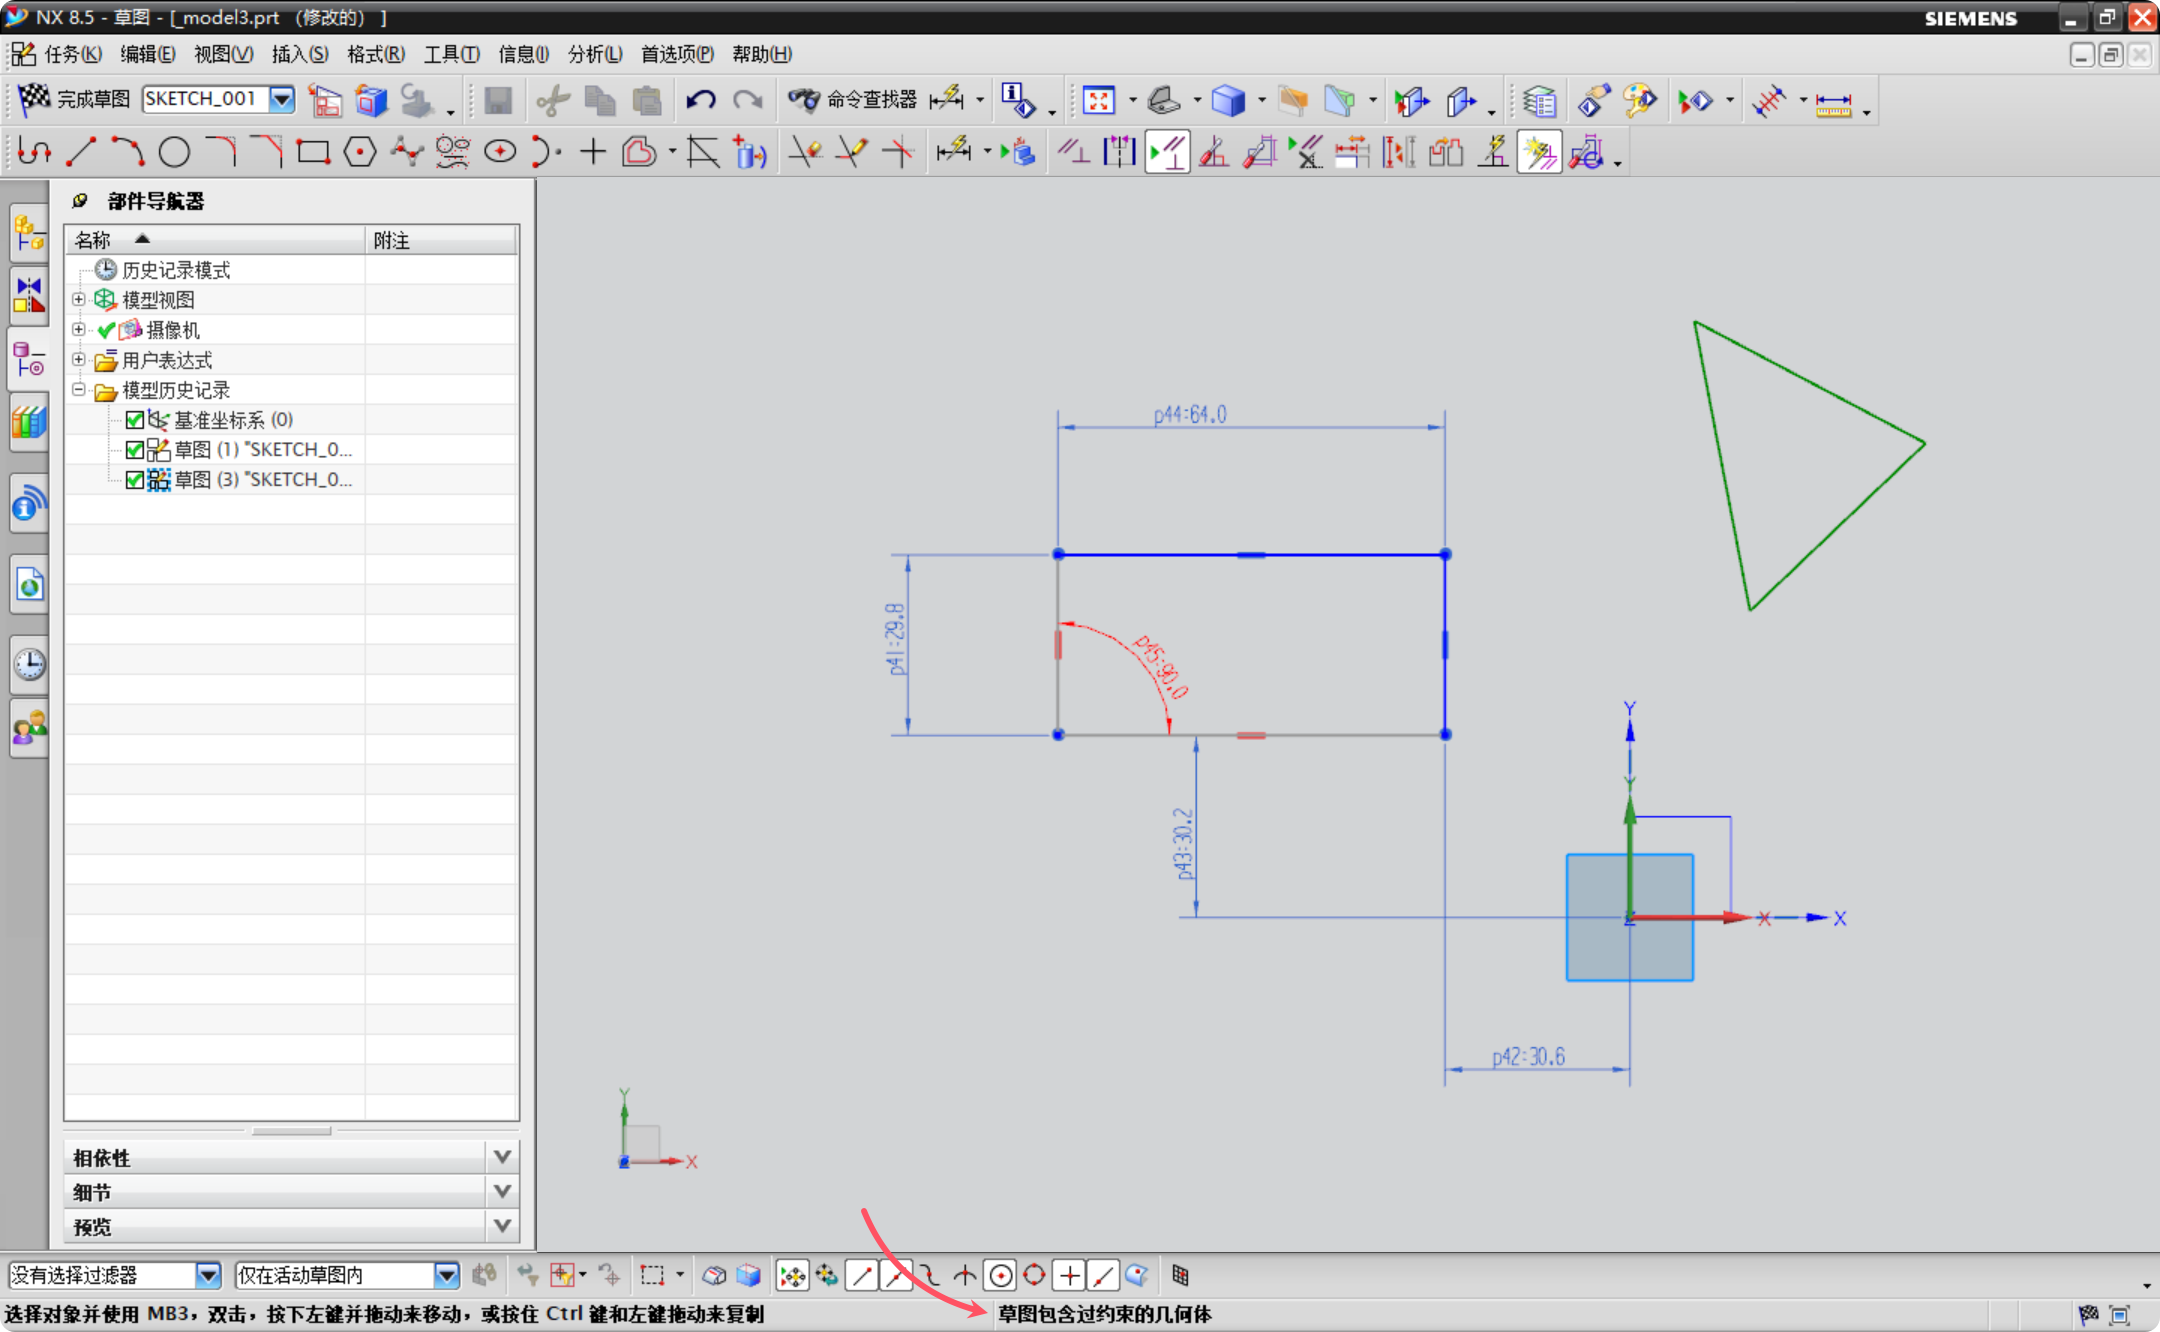 NX 8.5 - 草图 - [_model3.prt （修改的） ]
SIEMENS
任务(K) 编辑(E) 视图(V) 插入(S) 格式(R) 工具(T) 信息(I) 分析(L) 首选项(P) 帮助(H)
完成草图 SKETCH_001 命令查找器
部件导航器
名称 附注
历史记录模式
模型视图
摄像机
用户表达式
模型历史记录
基准坐标系 (0)
草图 (1) "SKETCH_0...
草图 (3) "SKETCH_0...
p44:64.0
p41:29.8
p45:90.0
p43:30.2
p42:30.6
Y
Y
Z
X
X
Y
Z
X
相依性
细节
预览
没有选择过滤器 仅在活动草图内
选择对象并使用 MB3，双击，按下左键并拖动来移动，或按住 Ctrl 键和左键拖动来复制
草图包含过约束的几何体